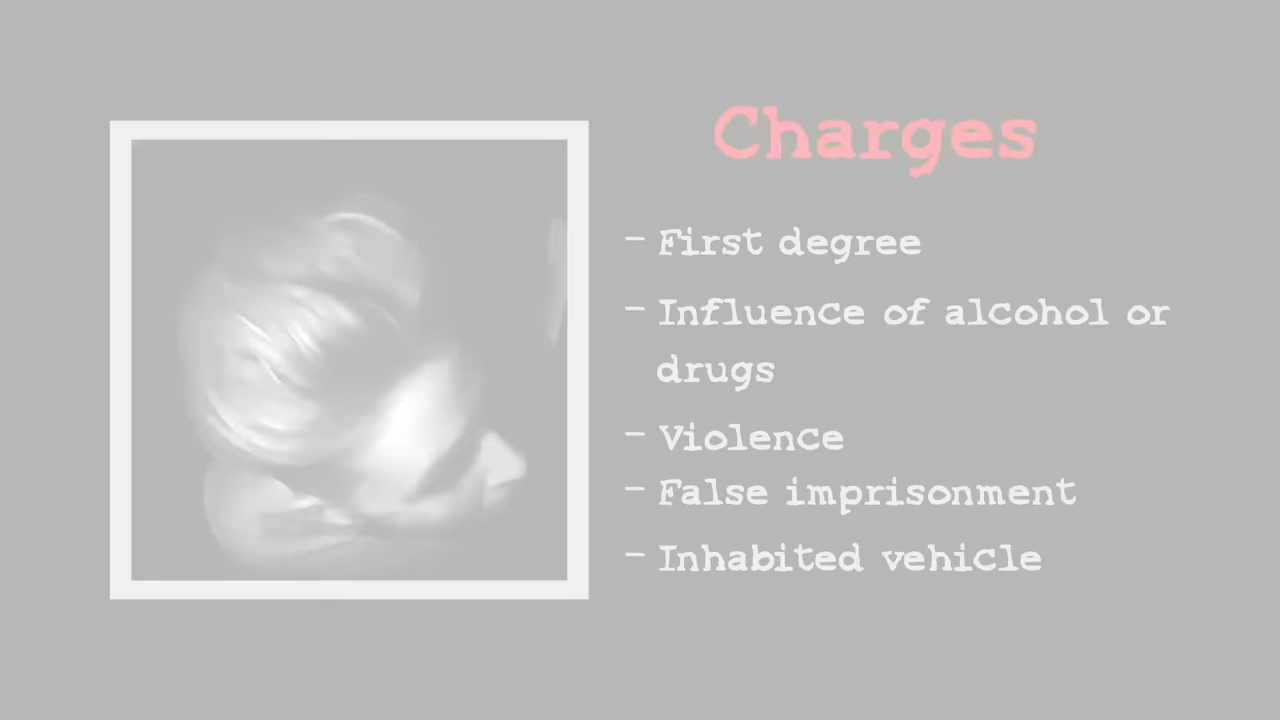 Charges
- First degree
- Influence of alcohol or
drugs
- Violence
- False imprisonment
- Inhabited vehicle